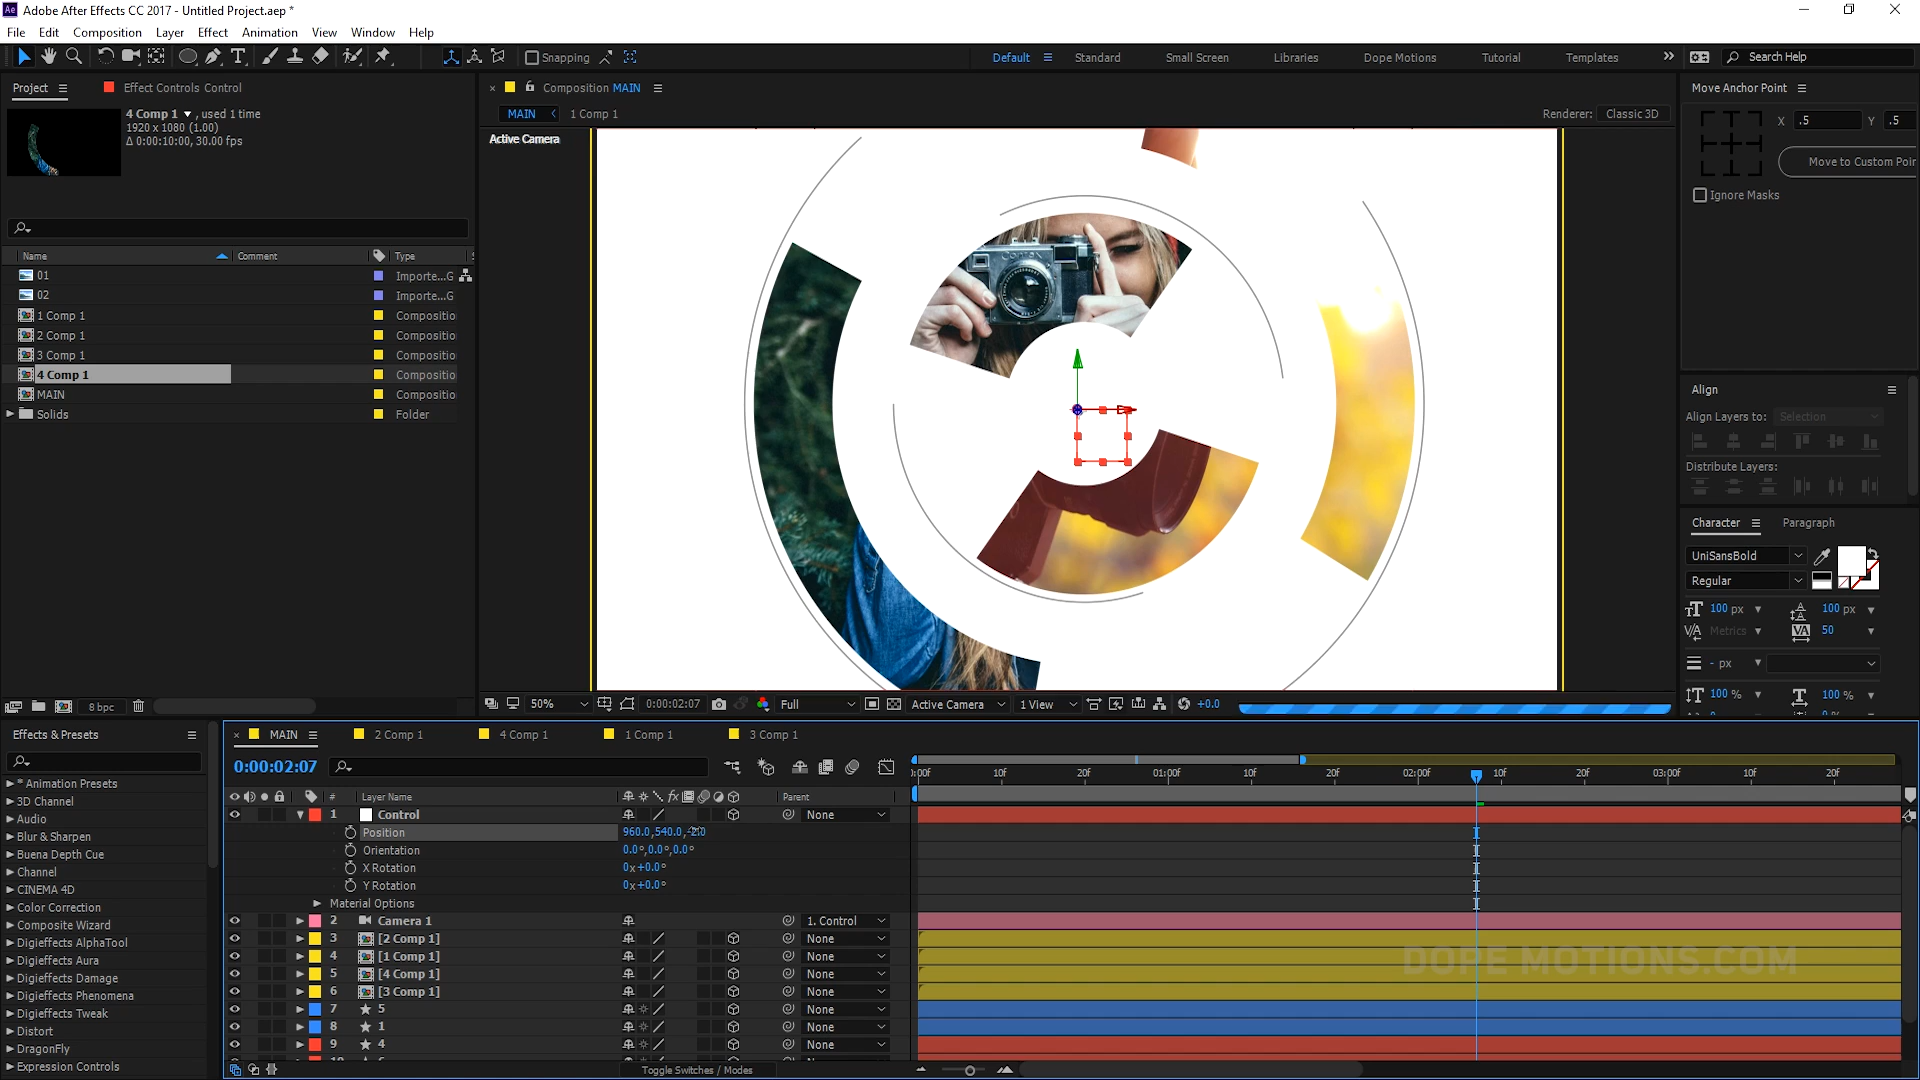 Adobe After Effects CC 2017 - Untitled Project.aep *
File Edit Composition Layer Effect Animation View Window Help
Snapping
Default Standard Small Screen Libraries Dope Motions Tutorial Templates Search Help
Project Effect Controls Control
4 Comp 1 , used 1 time
1920 x 1080 (1.00)
Δ 0:00:10:00, 30.00 fps
Name Comment Type
01 Importe...G
02 Importe...G
1 Comp 1 Compositio
2 Comp 1 Compositio
3 Comp 1 Compositio
4 Comp 1 Compositio
MAIN Compositio
Solids Folder
8 bpc
Composition MAIN
MAIN 1 Comp 1
Renderer: Classic 3D
Active Camera
50% 0:00:02:07 Full Active Camera 1 View +0.0
Move Anchor Point
X .5 Y .5
Move to Custom Poin
Ignore Masks
Align
Align Layers to: Selection
Distribute Layers:
Character Paragraph
UniSansBold
Regular
100 px 100 px
Metrics 50
- px
100 % 100 %
Effects & Presets
* Animation Presets
3D Channel
Audio
Blur & Sharpen
Buena Depth Cue
Channel
CINEMA 4D
Color Correction
Composite Wizard
Digieffects AlphaTool
Digieffects Aura
Digieffects Damage
Digieffects Phenomena
Digieffects Tweak
Distort
DragonFly
Expression Controls
MAIN 2 Comp 1 4 Comp 1 1 Comp 1 3 Comp 1
0:00:02:07
:00f 10f 20f 01:00f 10f 20f 02:00f 10f 20f 03:00f 10f 20f
# Layer Name Parent
1 Control None
Position 960.0,540.0,
Orientation 0.0°,0.0°,0.0°
X Rotation 0x+0.0°
Y Rotation 0x+0.0°
Material Options
2 Camera 1 1. Control
3 [2 Comp 1] None
4 [1 Comp 1] None
5 [4 Comp 1] None
6 [3 Comp 1] None
7 5 None
8 1 None
9 4 None
Toggle Switches / Modes
DOPE MOTIONS.COM